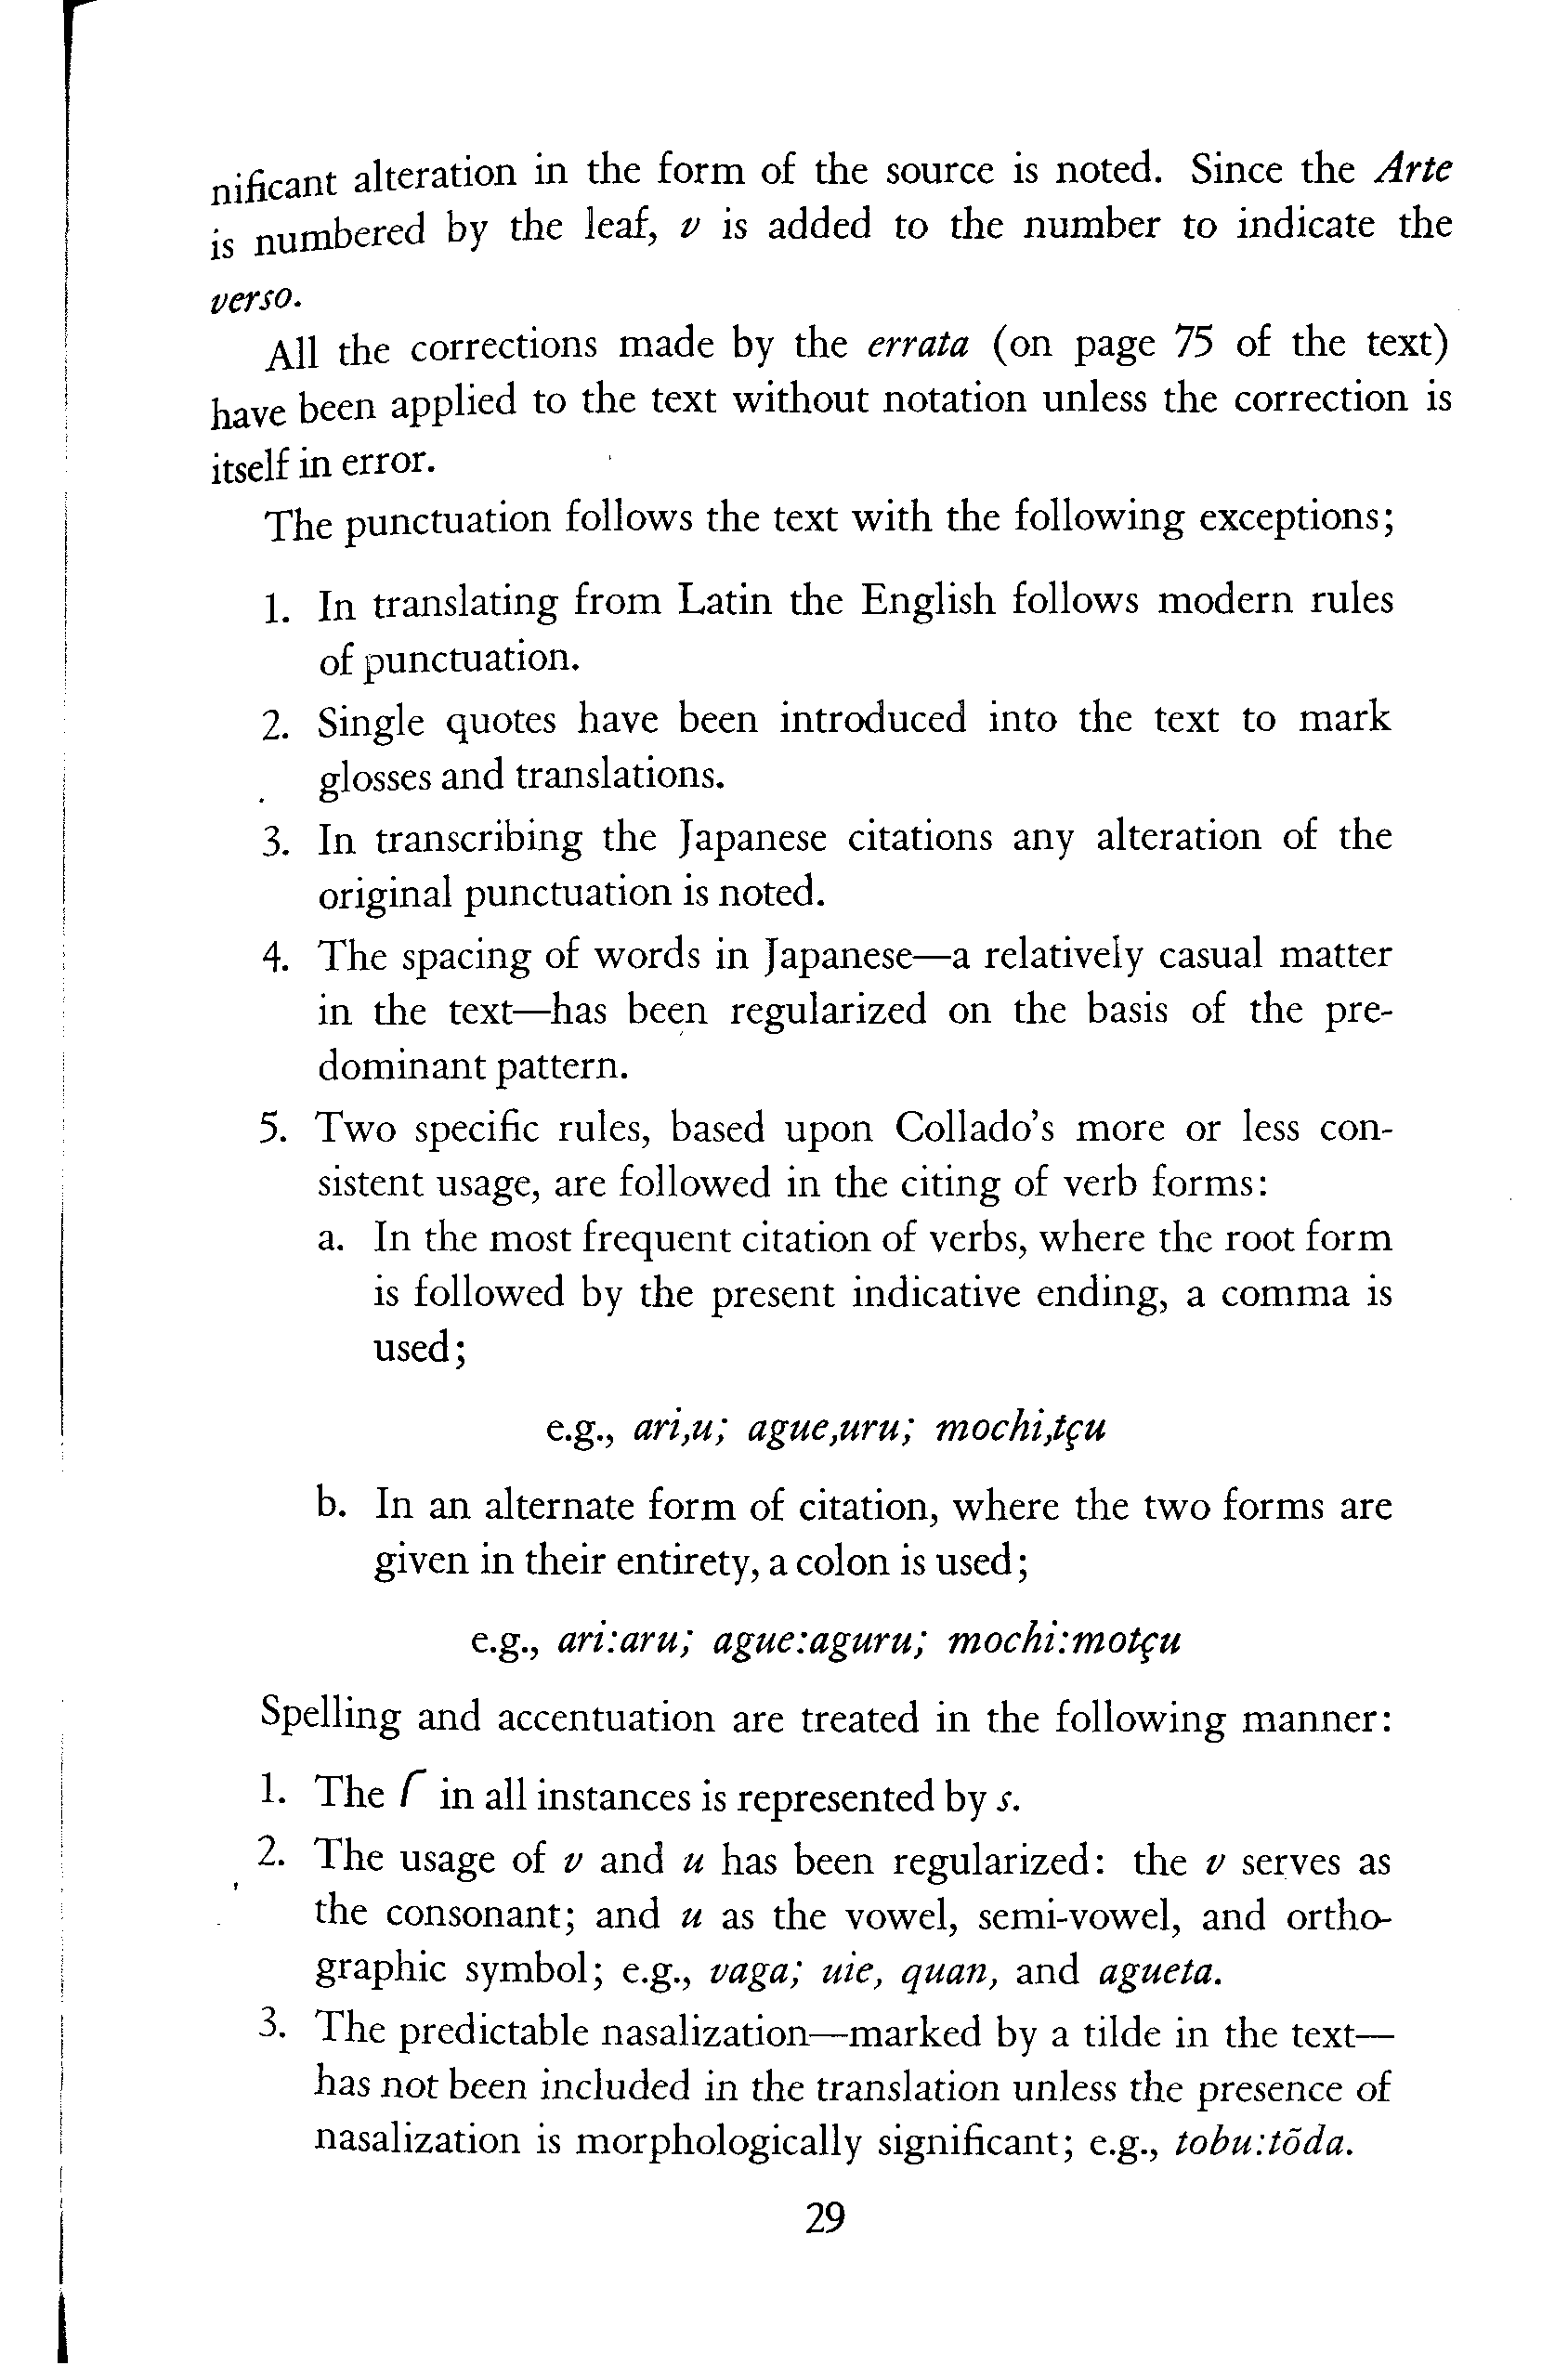 nificant alteration in the form of the source is noted. Since the Arte
is numbered by the leaf, v is added to the number to indicate the
verso.
All the corrections made by the errata (on page 75 of the text)
have been applied to the text without notation unless the correction is
itself in error.
The punctuation follows the text with the following exceptions;
1. In translating from Latin the English follows modern rules
of punctuation.
2. Single quotes have been introduced into the text to mark
glosses and translations.
3. In transcribing the Japanese citations any alteration of the
original punctuation is noted.
4. The spacing of words in Japanese—a relatively casual matter
in the text—has been regularized on the basis of the pre-
dominant pattern.
5. Two specific rules, based upon Collado's more or less con-
sistent usage, are followed in the citing of verb forms:
a. In the most frequent citation of verbs, where the root form
is followed by the present indicative ending, a comma is
used;
e.g., ari,u; ague,uru; mochi,tçu
b. In an alternate form of citation, where the two forms are
given in their entirety, a colon is used;
e.g., ari:aru; ague:aguru; mochi:motçu
Spelling and accentuation are treated in the following manner:
1. The ſ in all instances is represented by s.
2. The usage of v and u has been regularized: the v serves as
the consonant; and u as the vowel, semi-vowel, and ortho-
graphic symbol; e.g., vaga; uie, quan, and agueta.
3. The predictable nasalization—marked by a tilde in the text—
has not been included in the translation unless the presence of
nasalization is morphologically significant; e.g., tobu:tōda.
29